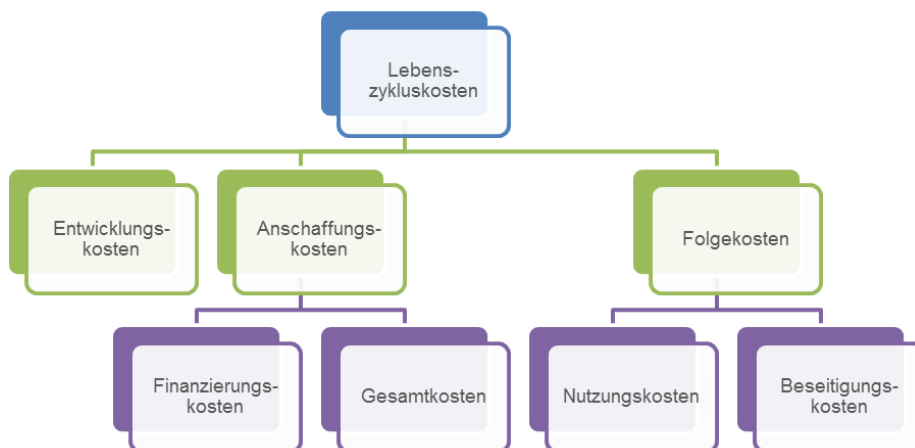 Lebens-
zykluskosten
Entwicklungs-
kosten
Anschaffungs-
kosten
Folgekosten
Finanzierungs-
kosten
Gesamtkosten
Nutzungskosten
Beseitigungs-
kosten